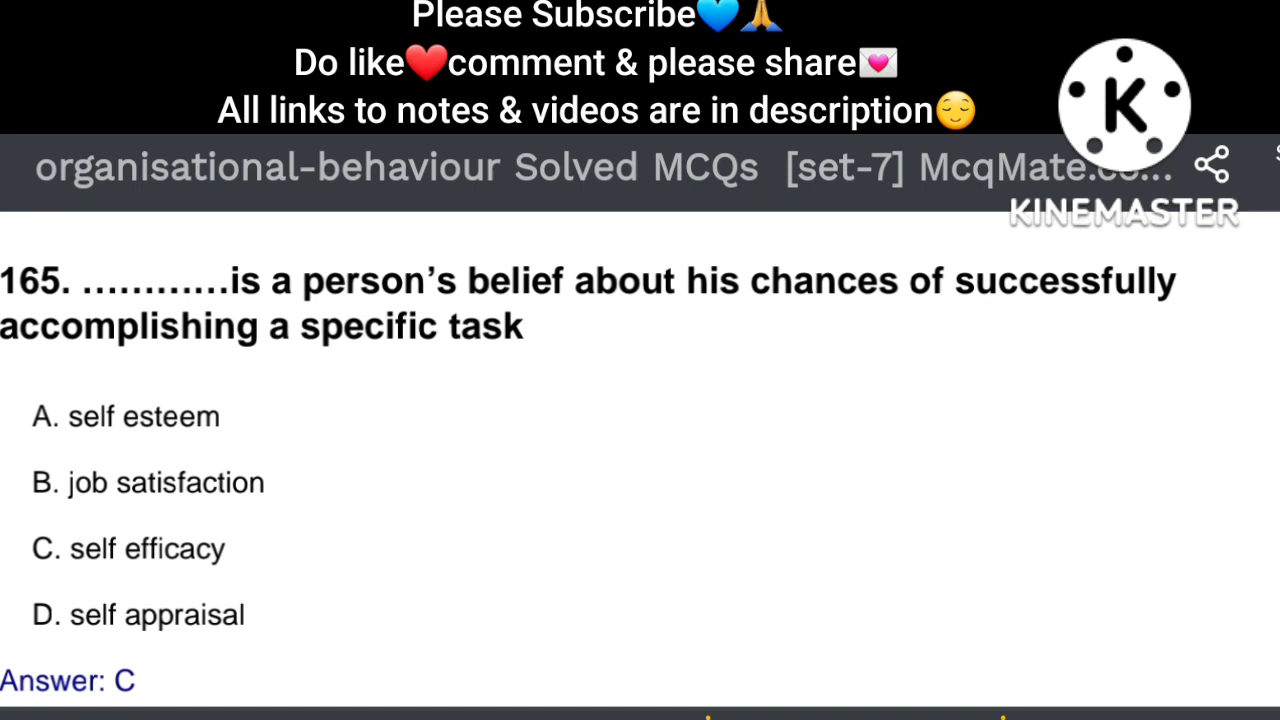 Please Subscribe💙🙏
Do like❤️comment & please share💌
All links to notes & videos are in description😌
K
organisational-behaviour Solved MCQs [set-7] McqMate.co...
KINEMASTER
165. …………is a person’s belief about his chances of successfully
accomplishing a specific task
A. self esteem
B. job satisfaction
C. self efficacy
D. self appraisal
Answer: C